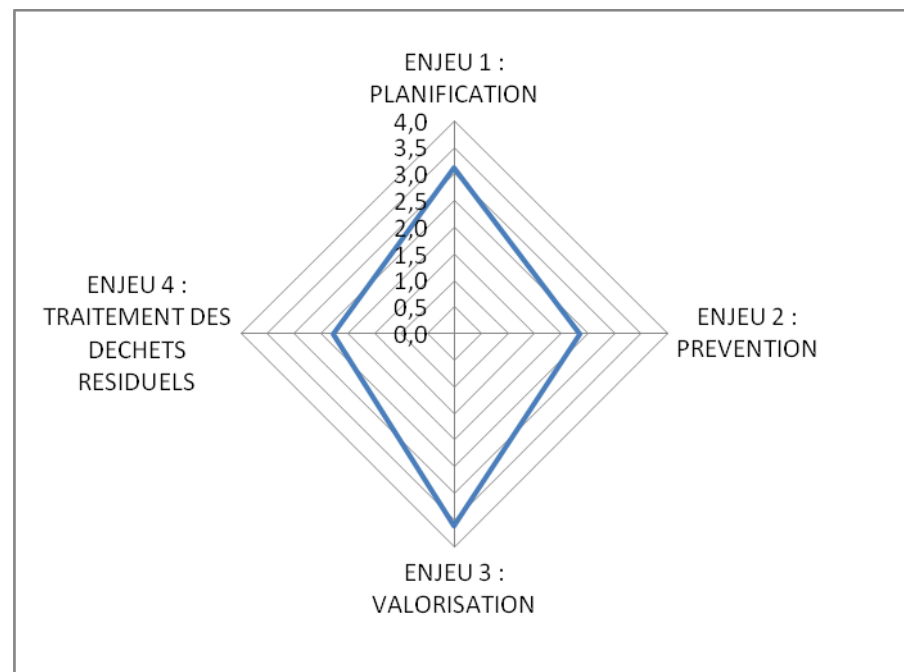 ENJEU 1 :
PLANIFICATION
4,0
3,5
3,0
2,5
2,0
1,5
1,0
0,5
0,0
ENJEU 2 :
PREVENTION
ENJEU 3 :
VALORISATION
ENJEU 4 :
TRAITEMENT DES
DECHETS
RESIDUELS